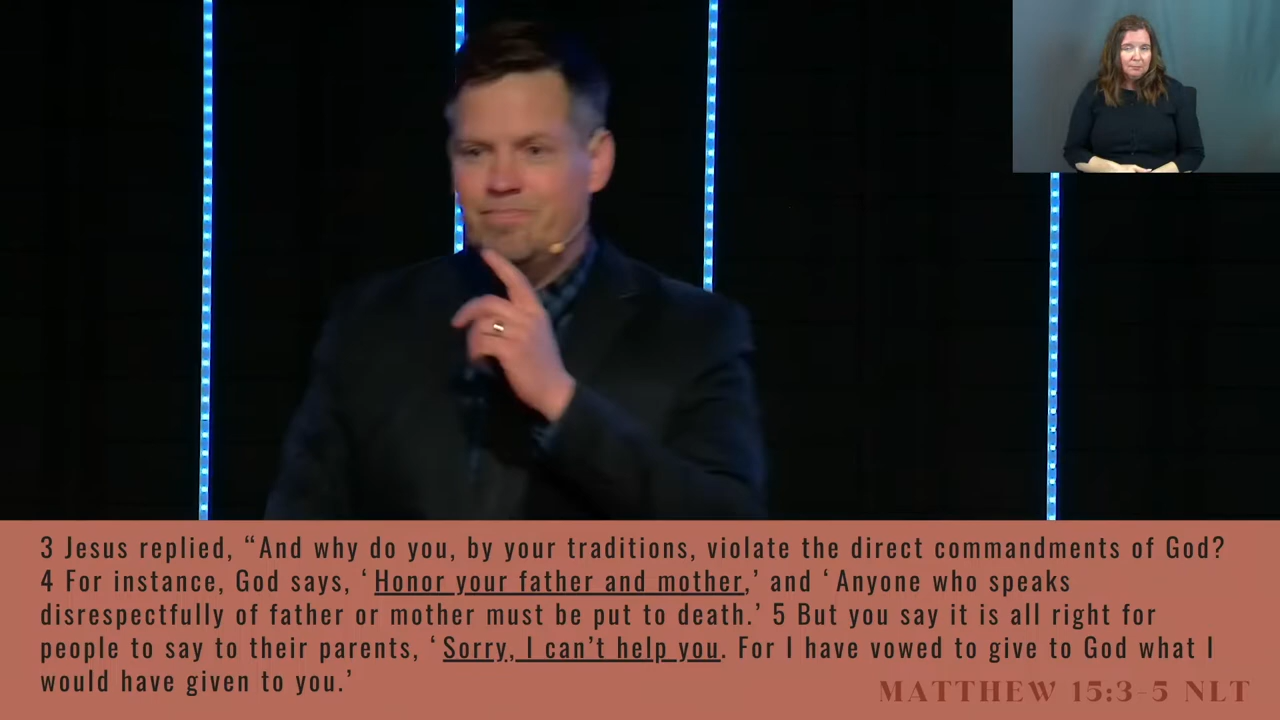 3 Jesus replied, “And why do you, by your traditions, violate the direct commandments of God?
4 For instance, God says, ‘Honor your father and mother,’ and ‘Anyone who speaks
disrespectfully of father or mother must be put to death.’ 5 But you say it is all right for
people to say to their parents, ‘Sorry, I can’t help you. For I have vowed to give to God what I
would have given to you.’
MATTHEW 15:3-5 NLT